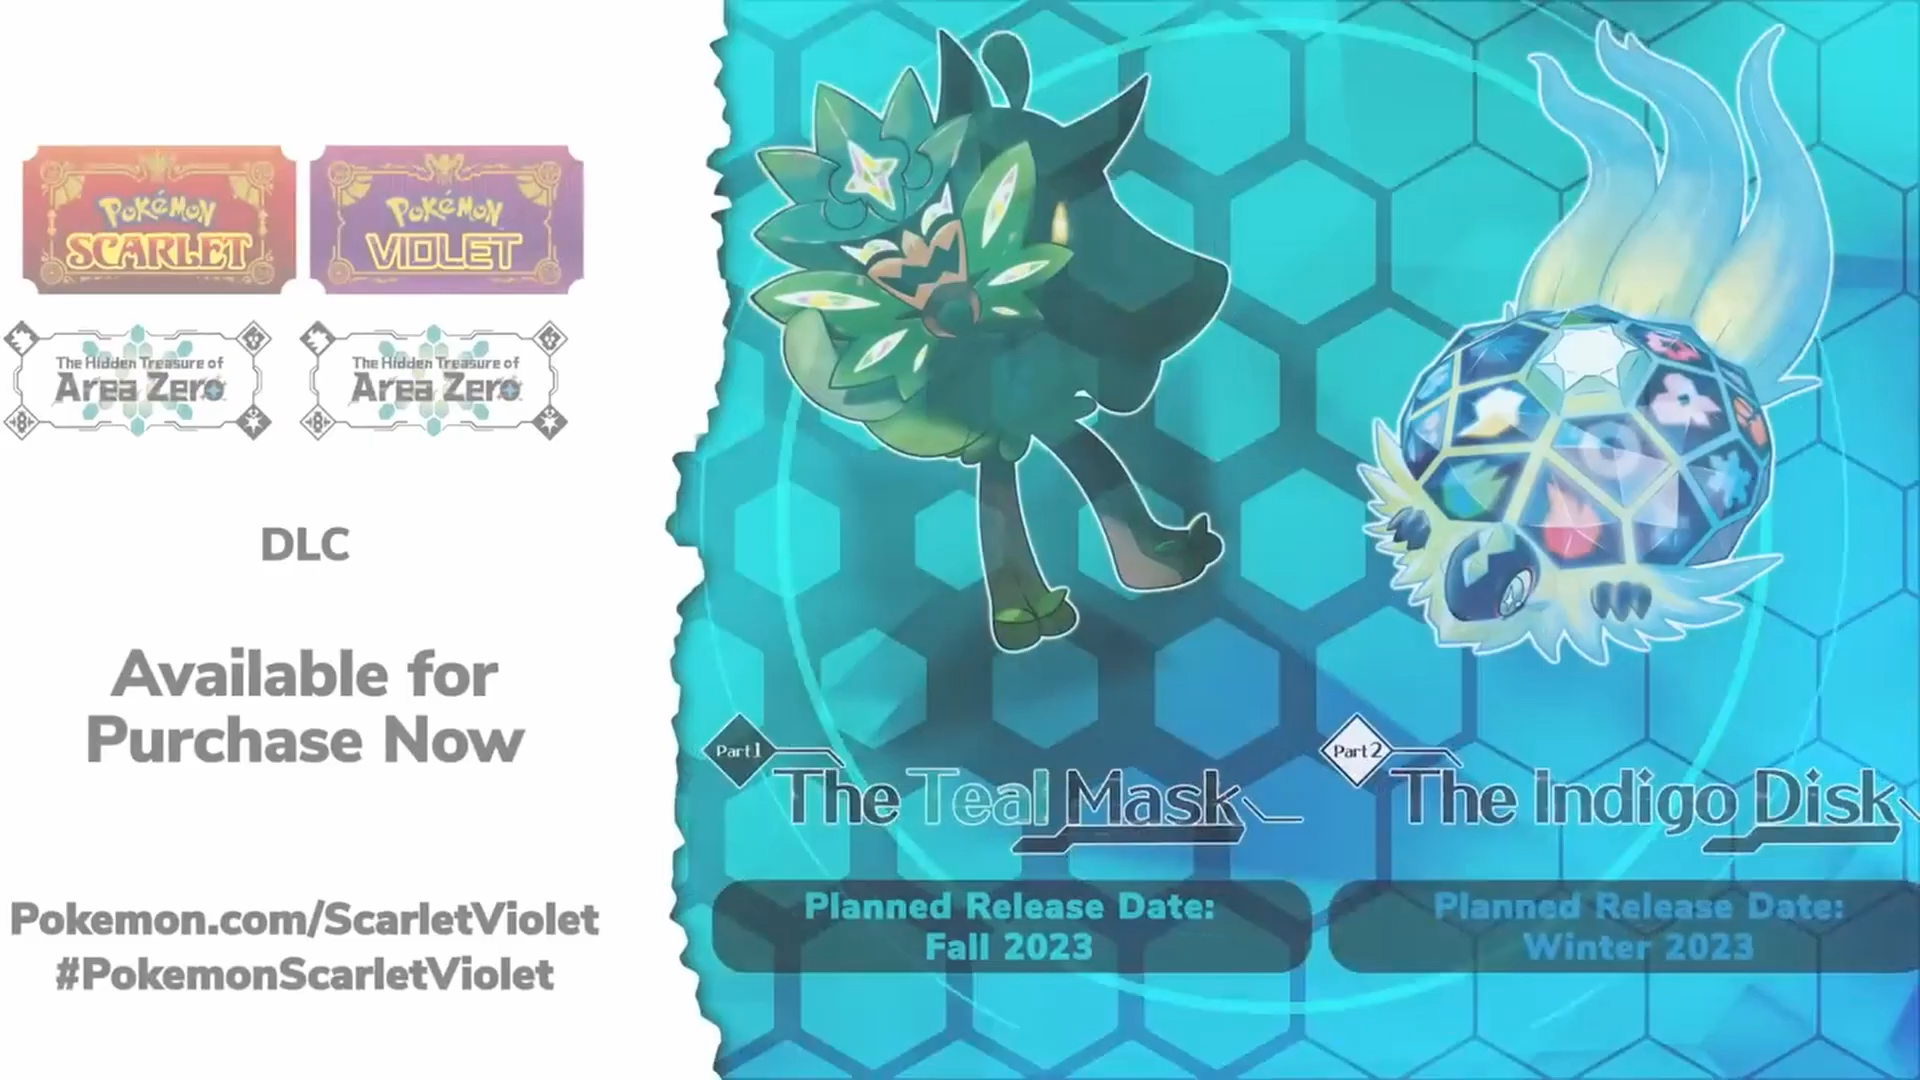 POKéMON
SCARLET
POKéMON
VIOLET
The Hidden Treasure of
Area Zero
The Hidden Treasure of
Area Zero
DLC
Available for
Purchase Now
Pokemon.com/ScarletViolet
#PokemonScarletViolet
Part 1
The Teal Mask
Planned Release Date:
Fall 2023
Part 2
The Indigo Disk
Planned Release Date:
Winter 2023